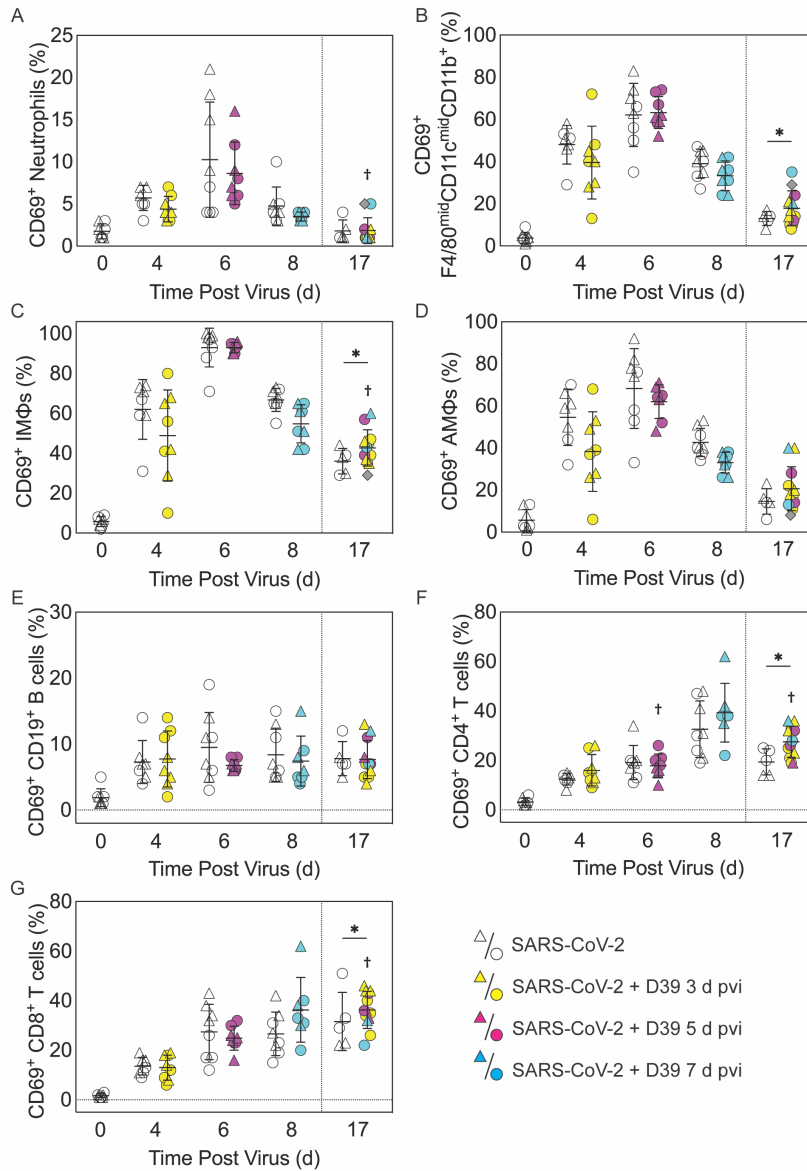 A
CD69+ Neutrophils (%)
25
20
15
10
5
0
†
0 4 6 8 17
Time Post Virus (d)
B
CD69+
F4/80midCD11cmidCD11b+ (%)
100
80
60
40
20
0
*
0 4 6 8 17
Time Post Virus (d)
C
CD69+ IMΦs (%)
100
80
60
40
20
0
*
†
0 4 6 8 17
Time Post Virus (d)
D
CD69+ AMΦs (%)
100
80
60
40
20
0
0 4 6 8 17
Time Post Virus (d)
E
CD69+ CD19+ B cells (%)
30
20
10
0
0 4 6 8 17
Time Post Virus (d)
F
CD69+ CD4+ T cells (%)
80
60
40
20
0
†
*
†
0 4 6 8 17
Time Post Virus (d)
G
CD69+ CD8+ T cells (%)
80
60
40
20
0
*
†
0 4 6 8 17
Time Post Virus (d)
SARS-CoV-2
SARS-CoV-2 + D39 3 d pvi
SARS-CoV-2 + D39 5 d pvi
SARS-CoV-2 + D39 7 d pvi